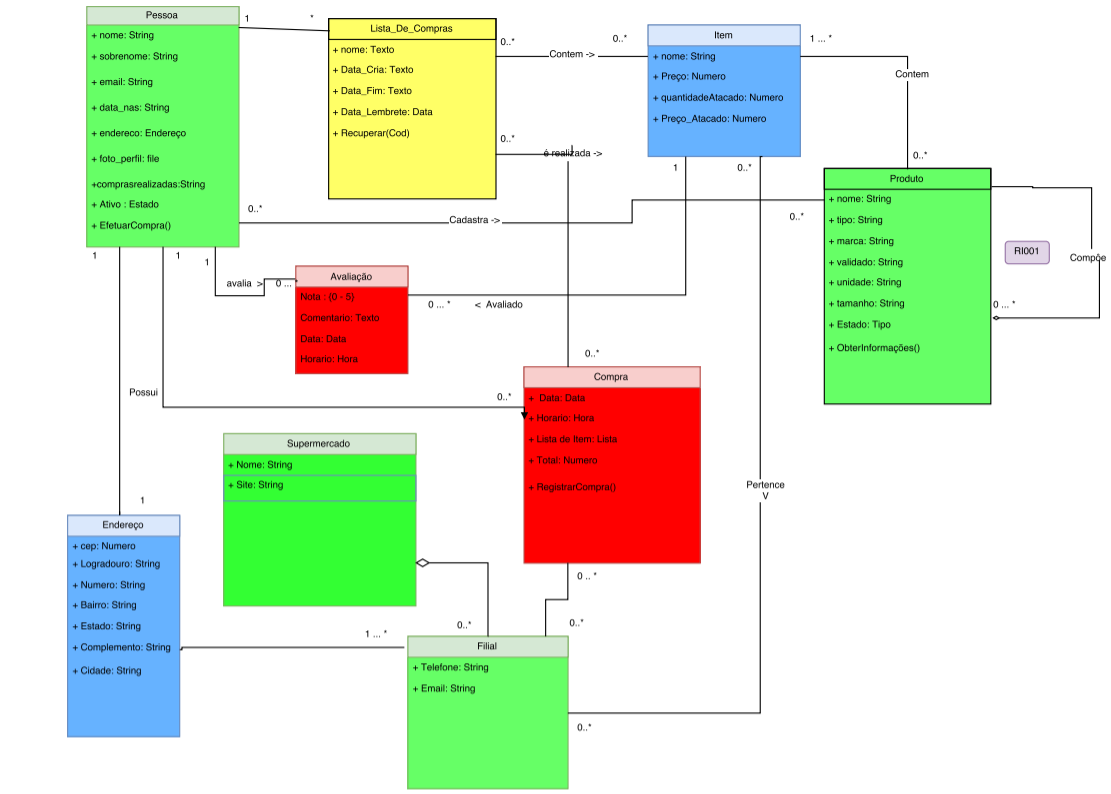 Pessoa
+ nome: String
+ sobrenome: String
+ email: String
+ data_nas: String
+ endereco: Endereço
+ foto_perfil: file
+comprasrealizadas:String
+ Ativo : Estado
+ EfetuarCompra()
1
*
Lista_De_Compras
+ nome: Texto
+ Data_Cria: Texto
+ Data_Fim: Texto
+ Data_Lembrete: Data
+ Recuperar(Cod)
0..*
Contem ->
0..*
Item
+ nome: String
+ Preço: Numero
+ quantidadeAtacado: Numero
+ Preço_Atacado: Numero
1 ... *
Contem
0..*
0..*
é realizada ->
1
0..*
Produto
+ nome: String
+ tipo: String
+ marca: String
+ validado: String
+ unidade: String
+ tamanho: String
+ Estado: Tipo
+ ObterInformações()
RI001
Compõe
0 ... *
0..*
Cadastra ->
0..*
1
1
1
avalia >
0 ...
Avaliação
Nota : {0 - 5}
Comentario: Texto
Data: Data
Horario: Hora
0 ... *
< Avaliado
0..*
Possui
0..*
Compra
+ Data: Data
+ Horario: Hora
+ Lista de Item: Lista
+ Total: Numero
+ RegistrarCompra()
Supermercado
+ Nome: String
+ Site: String
Pertence
V
1
Endereço
+ cep: Numero
+ Logradouro: String
+ Numero: String
+ Bairro: String
+ Estado: String
+ Complemento: String
+ Cidade: String
0 .. *
1 ... *
0..*
0..*
Filial
+ Telefone: String
+ Email: String
0..*